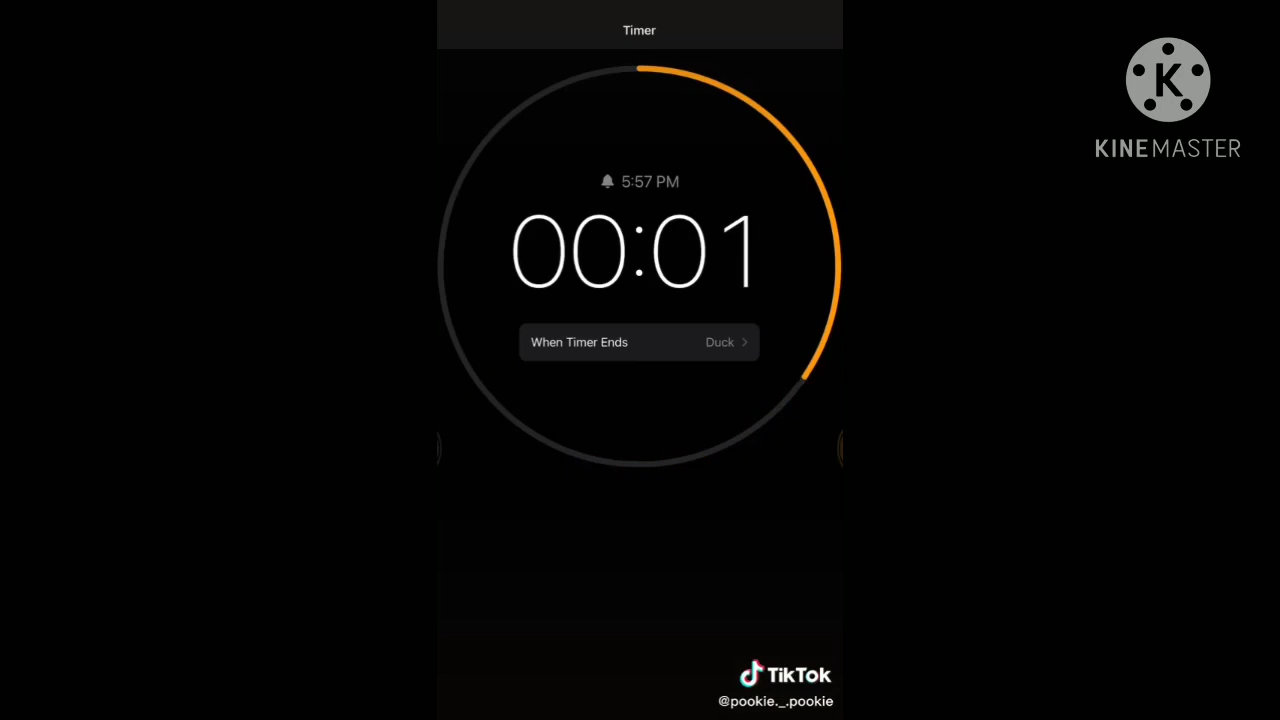 Timer
K
KINEMASTER
5:57 PM
00:01
When Timer Ends Duck
TikTok
@pookie._.pookie